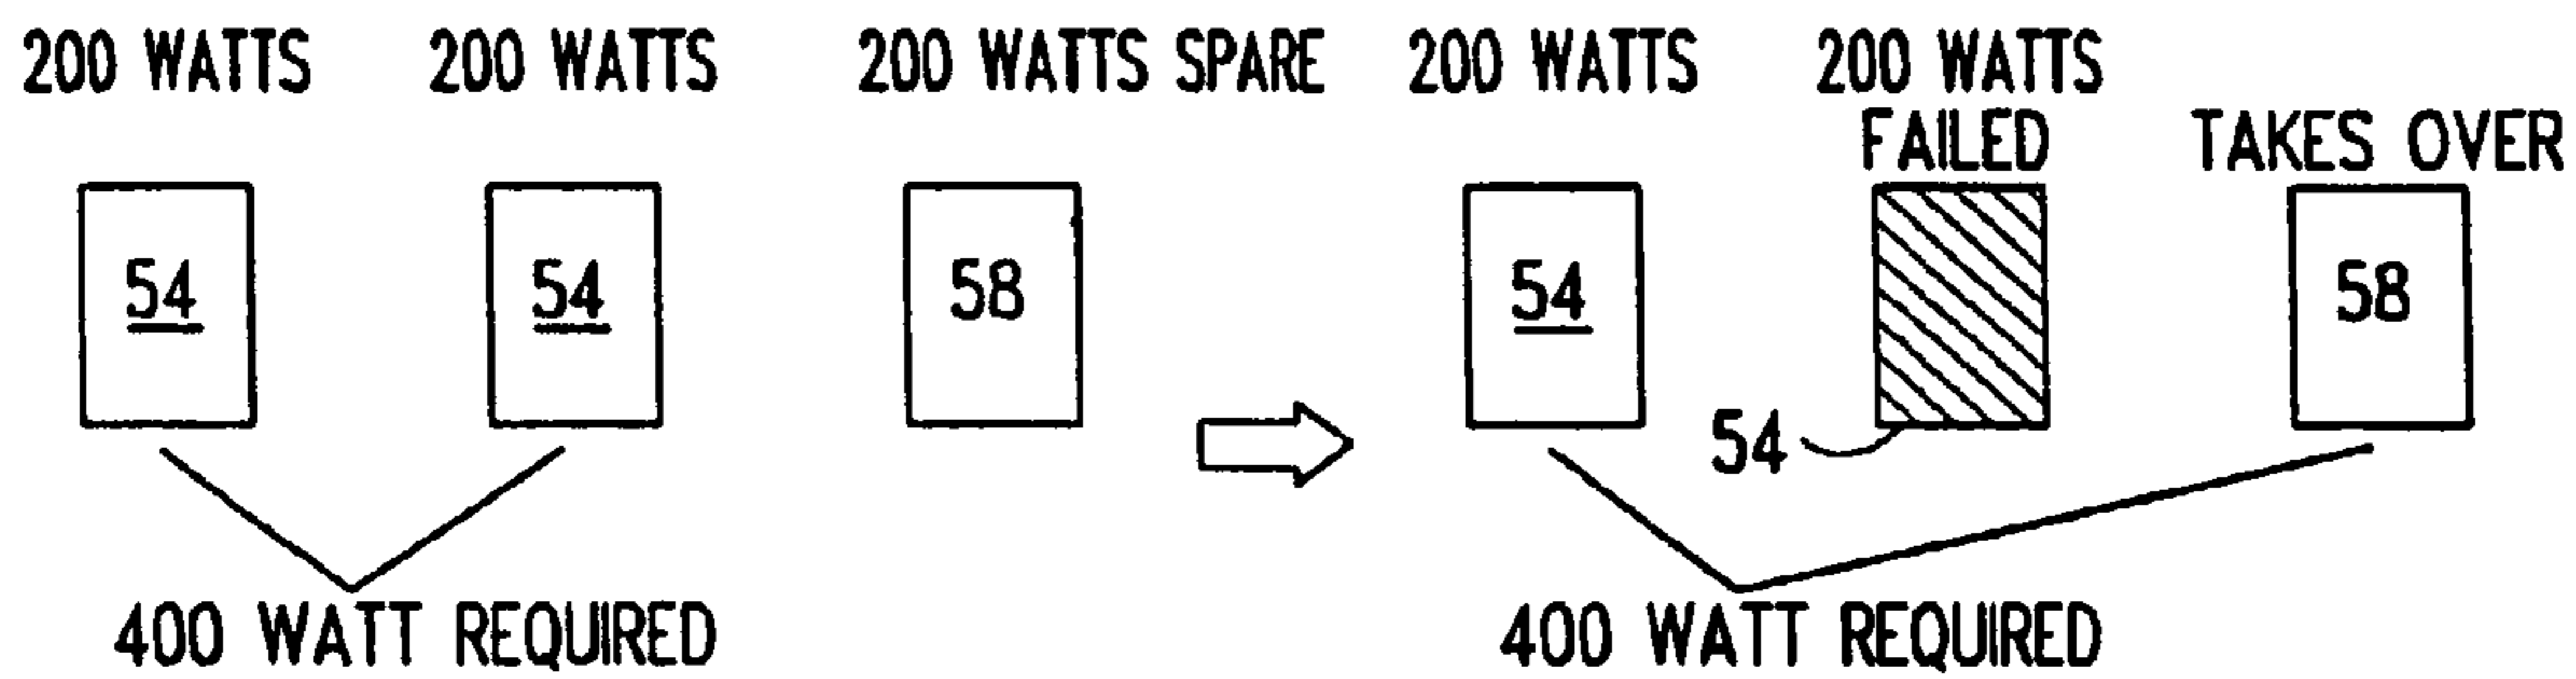 200 WATTS
200 WATTS
200 WATTS SPARE
200 WATTS
200 WATTS
FAILED
TAKES OVER
54
54
58
54
58
54
400 WATT REQUIRED
400 WATT REQUIRED